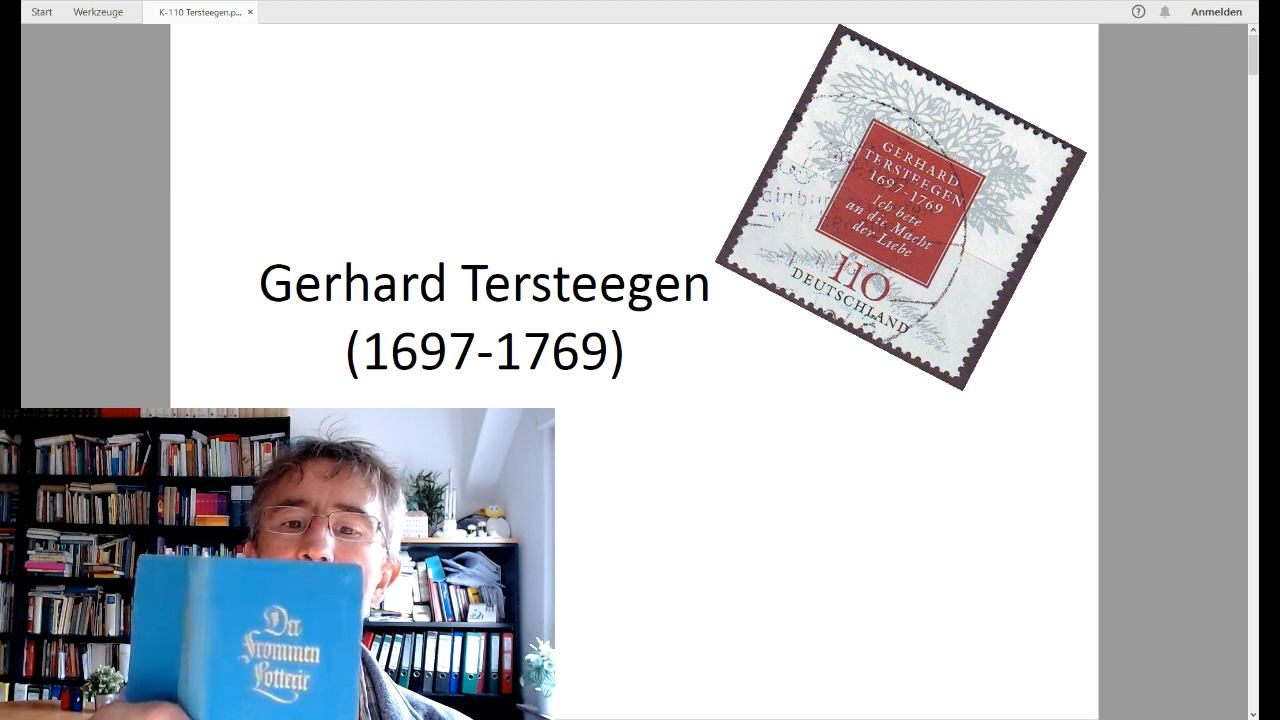 Start Werkzeuge K-110 Tersteegen.p... × Anmelden
GERHARD
TERSTEEGEN
1697-1769
Ich bete
an die Macht
der Liebe
110
DEUTSCHLAND
Gerhard Tersteegen
(1697-1769)
Der
Frommen
Lotterie